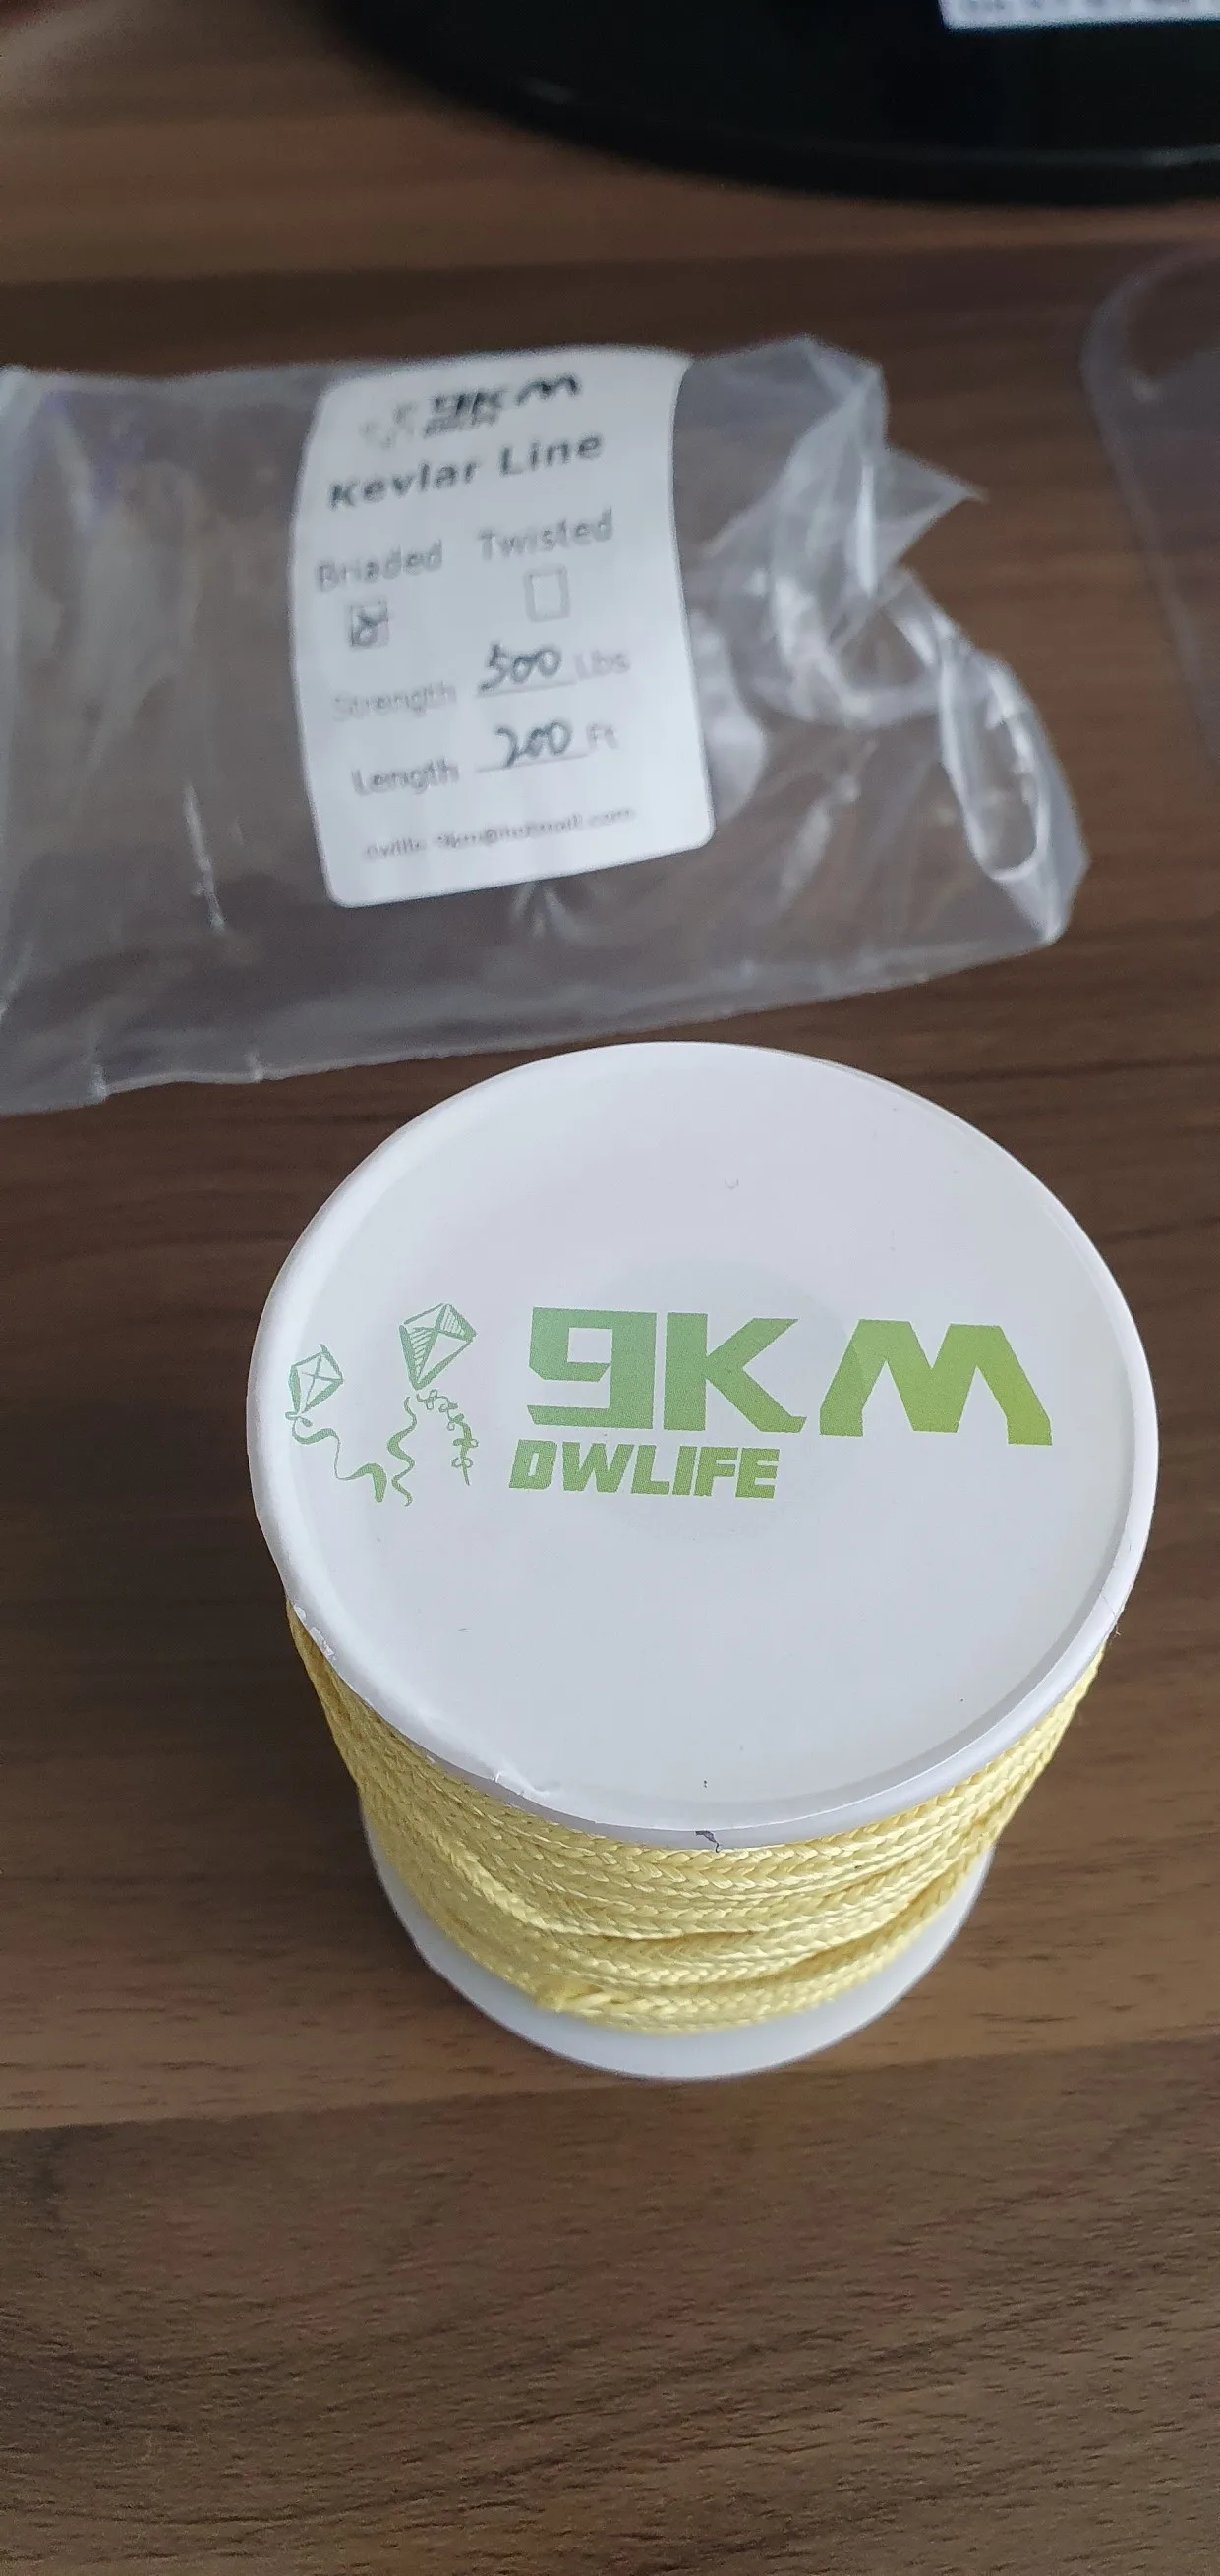 9KM
Kevlar Line
Briaded Twisted
Strength 500 Lbs
Length 200 Ft
9KM
DWLIFE